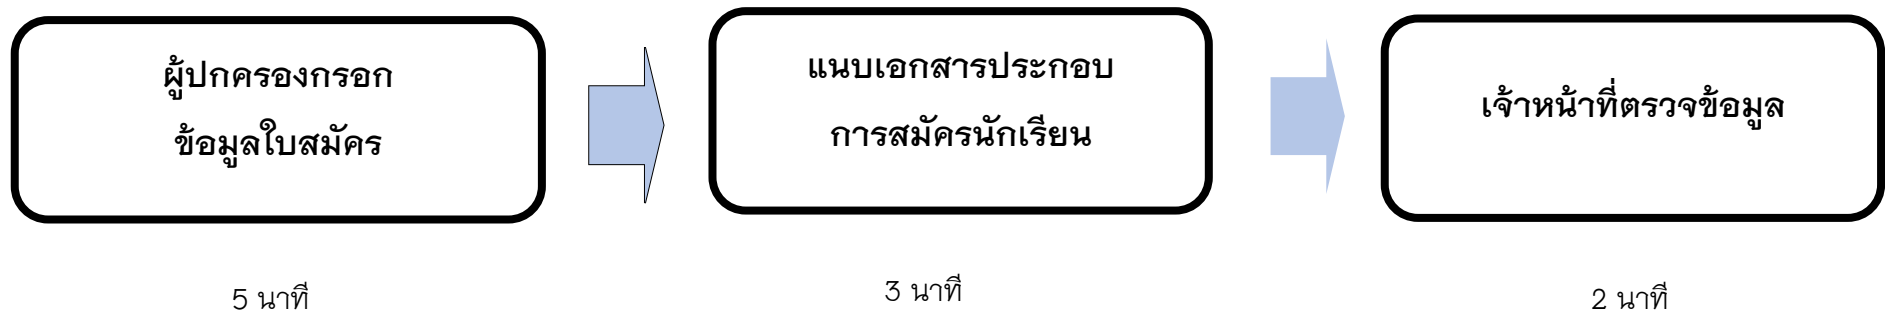 ผู้ปกครองกรอก
ข้อมูลใบสมัคร
แนบเอกสารประกอบ
การสมัครนักเรียน
เจ้าหน้าที่ตรวจข้อมูล
5 นาที
3 นาที
2 นาที